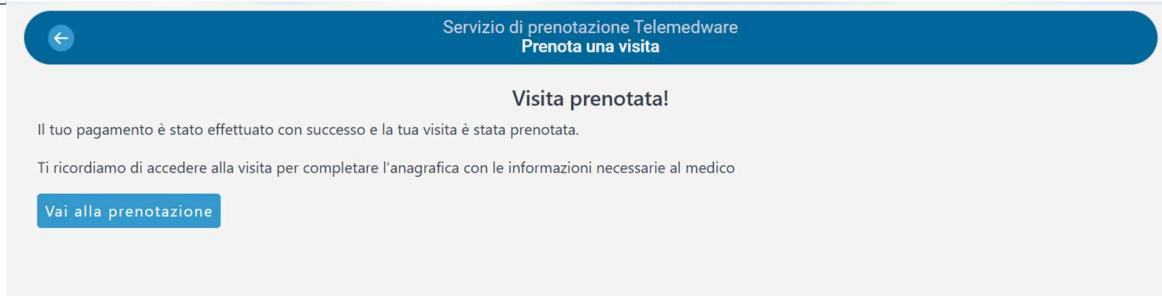 Servizio di prenotazione Telemedware
Prenota una visita
Visita prenotata!
Il tuo pagamento è stato effettuato con successo e la tua visita è stata prenotata.
Ti ricordiamo di accedere alla visita per completare l'anagrafica con le informazioni necessarie al medico
Vai alla prenotazione